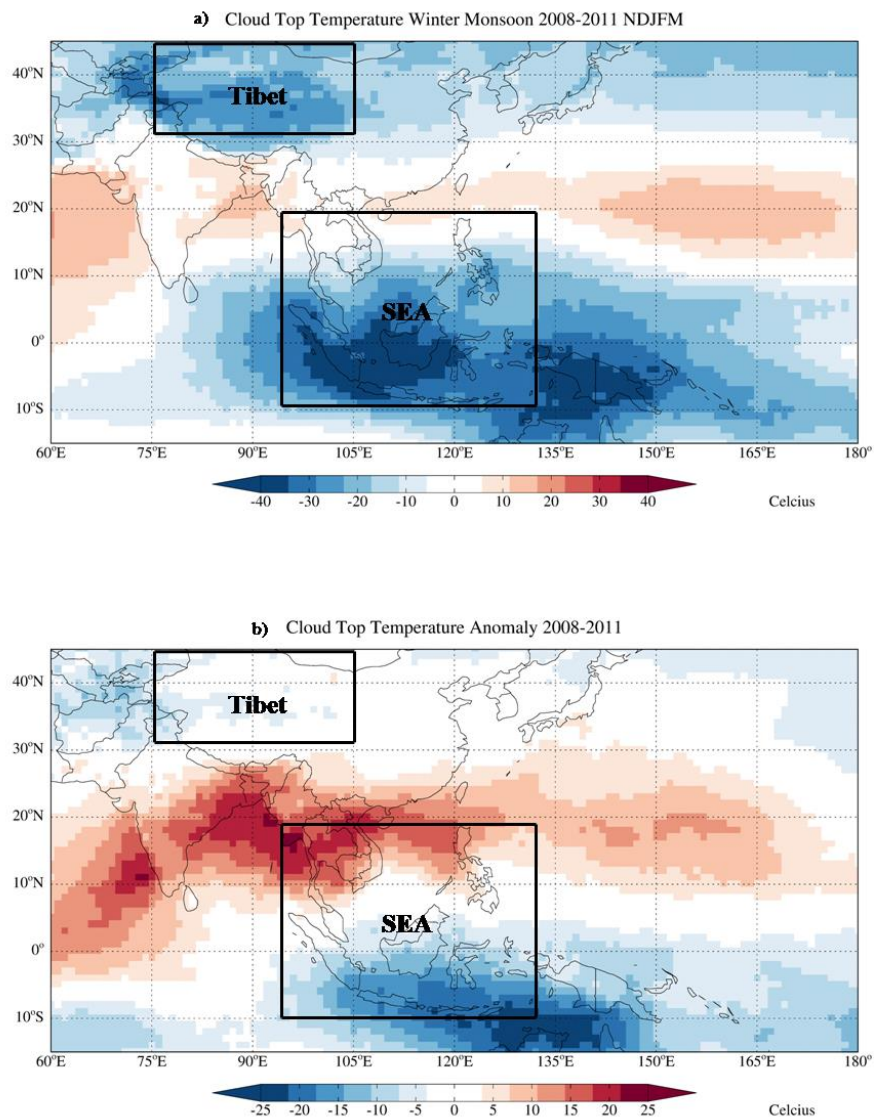 a) Cloud Top Temperature Winter Monsoon 2008-2011 NDJFM
40°N
30°N
20°N
10°N
0°
10°S
Tibet
SEA
60°E 75°E 90°E 105°E 120°E 135°E 150°E 165°E 180°
-40 -30 -20 -10 0 10 20 30 40 Celcius
b) Cloud Top Temperature Anomaly 2008-2011
40°N
30°N
20°N
10°N
0°
10°S
Tibet
SEA
60°E 75°E 90°E 105°E 120°E 135°E 150°E 165°E 180°
-25 -20 -15 -10 -5 0 5 10 15 20 25 Celcius